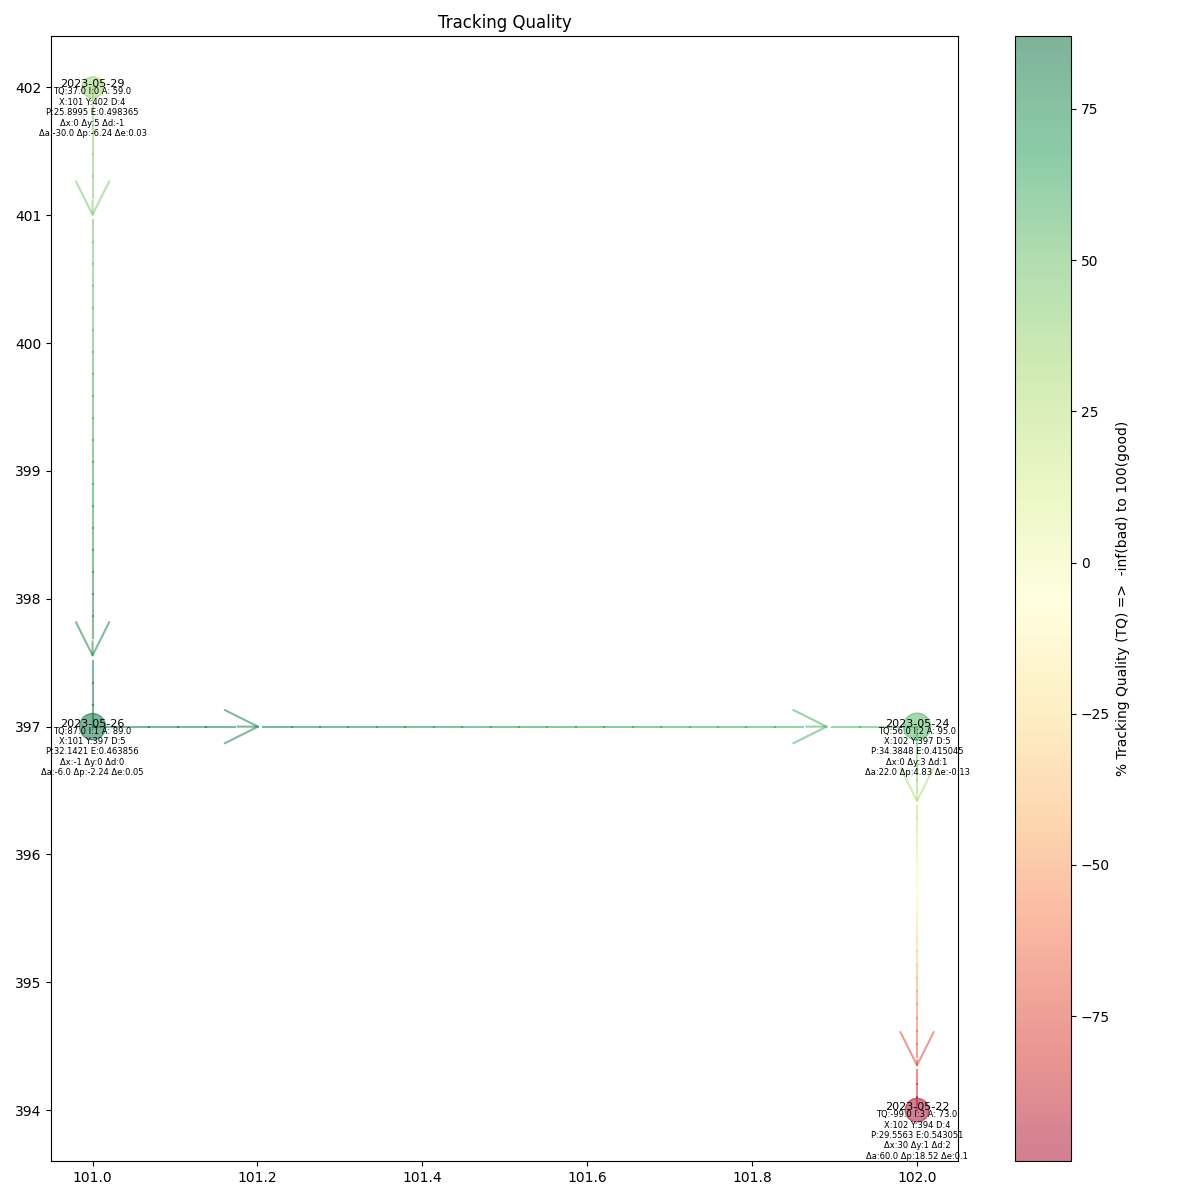 Tracking Quality
2023-05-29
TQ:37.0 I:0 A: 59.0
X:101 Y:402 D:4
P:25.8995 E:0.498365
Δx:0 Δy:5 Δd:-1
Δa:-30.0 Δp:-6.24 Δe:0.03
2023-05-26
TQ:87.0 I:1 A: 89.0
X:101 Y:397 D:5
P:32.1421 E:0.463856
Δx:-1 Δy:0 Δd:0
Δa:-6.0 Δp:-2.24 Δe:0.05
2023-05-24
TQ:56.0 I:2 A: 95.0
X:102 Y:397 D:5
P:34.3848 E:0.415045
Δx:0 Δy:3 Δd:1
Δa:22.0 Δp:4.83 Δe:-0.13
2023-05-22
TQ:-99.0 I:3 A: 73.0
X:102 Y:394 D:4
P:29.5563 E:0.543051
Δx:30 Δy:1 Δd:2
Δa:60.0 Δp:18.52 Δe:0.1
402
401
400
399
398
397
396
395
394
101.0
101.2
101.4
101.6
101.8
102.0
75
50
25
0
−25
−50
−75
% Tracking Quality (TQ) => -inf(bad) to 100(good)